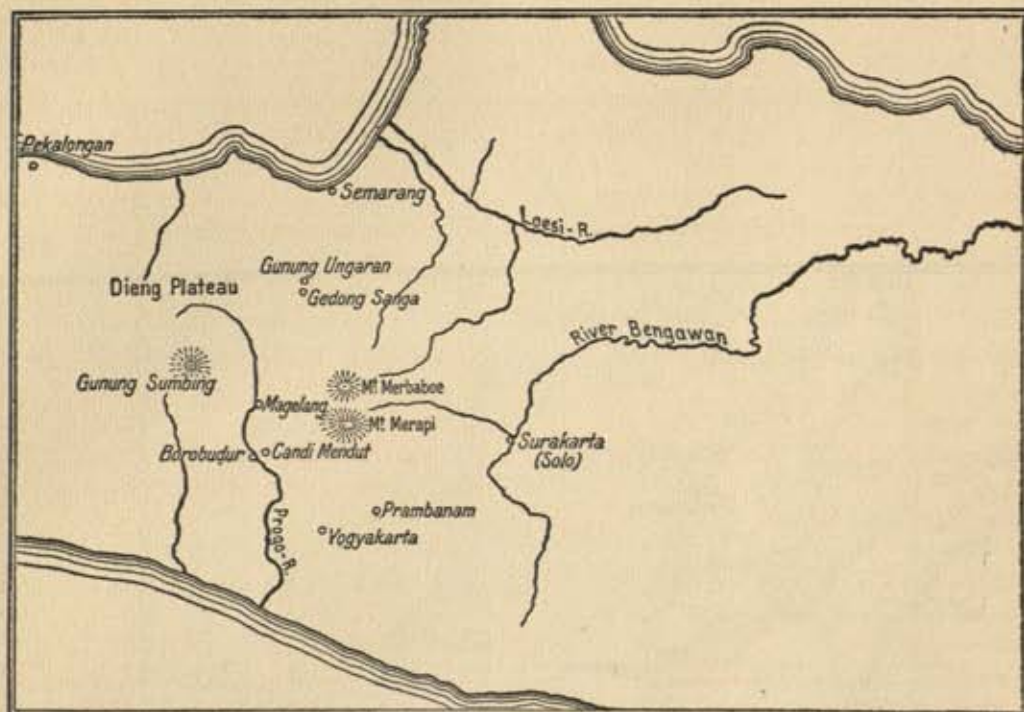 Pekalongan
Semarang
Loesi-R.
Gunung Ungaran
Gedong Sanga
Dieng Plateau
River Bengawan
Gunung Sumbing
Mt. Merbaboe
Magelang
Mt. Merapi
Surakarta
(Solo)
Borobudur
Candi Mendut
Prambanam
Progo-R.
Yogyakarta